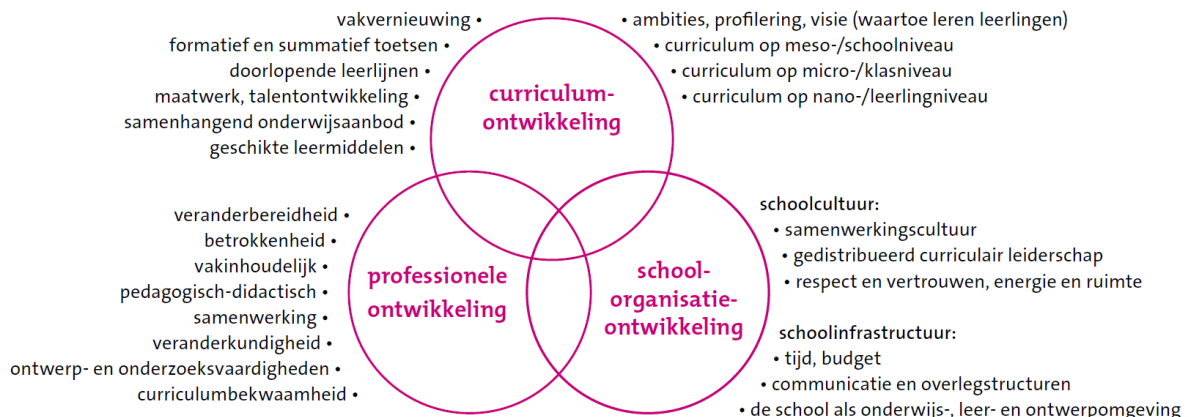 vakvernieuwing •
formatief en summatief toetsen •
doorlopende leerlijnen •
maatwerk, talentontwikkeling •
samenhangend onderwijsaanbod •
geschikte leermiddelen •
• ambities, profilering, visie (waartoe leren leerlingen)
• curriculum op meso-/schoolniveau
• curriculum op micro-/klasniveau
• curriculum op nano-/leerlingniveau
curriculum-
ontwikkeling
veranderbereidheid •
betrokkenheid •
vakinhoudelijk •
pedagogisch-didactisch •
samenwerking •
veranderkundigheid •
ontwerp- en onderzoeksvaardigheden •
curriculumbekwaamheid •
professionele
ontwikkeling
school-
organisatie-
ontwikkeling
schoolcultuur:
• samenwerkingscultuur
• gedistribueerd curriculair leiderschap
• respect en vertrouwen, energie en ruimte
schoolinfrastructuur:
• tijd, budget
• communicatie en overlegstructuren
• de school als onderwijs-, leer- en ontwerpomgeving